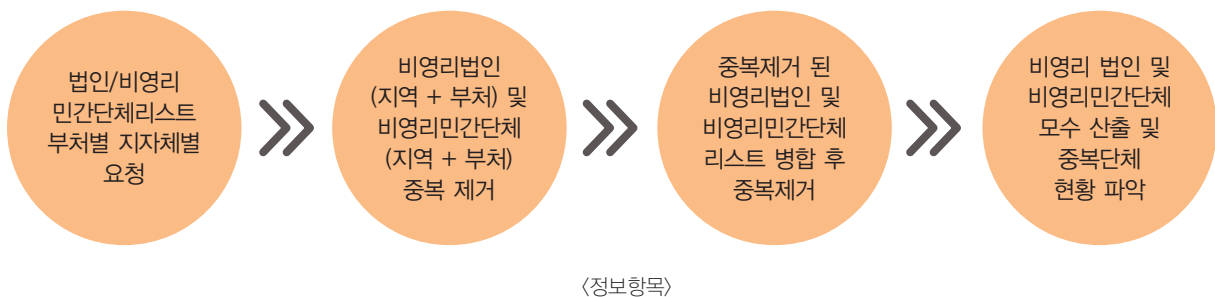 법인/비영리
민간단체리스트
부처별 지자체별
요청
비영리법인
(지역 + 부처) 및
비영리민간단체
(지역 + 부처)
중복 제거
중복제거 된
비영리법인 및
비영리민간단체
리스트 병합 후
중복제거
비영리 법인 및
비영리민간단체
모수 산출 및
중복단체
현황 파악
〈정보항목〉